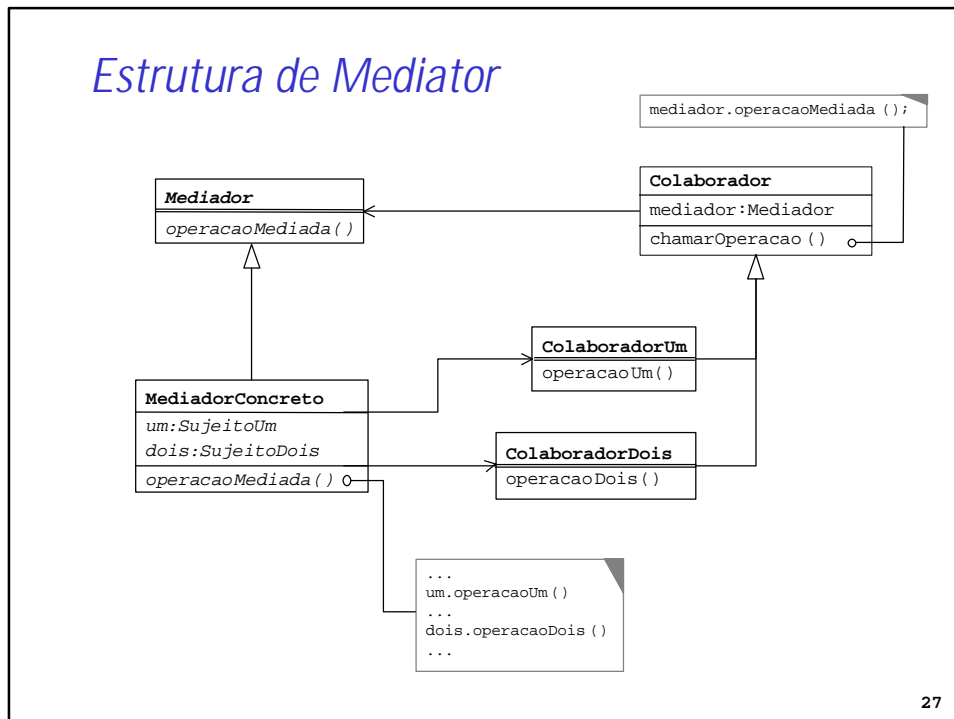 Estrutura de Mediator
mediador.operacaoMediada ();
Mediador
operacaoMediada()
Colaborador
mediador:Mediador
chamarOperacao ()
ColaboradorUm
operacaoUm()
MediadorConcreto
um:SujeitoUm
dois:SujeitoDois
operacaoMediada()
ColaboradorDois
operacaoDois()
...
um.operacaoUm ()
...
dois.operacaoDois ()
...
27